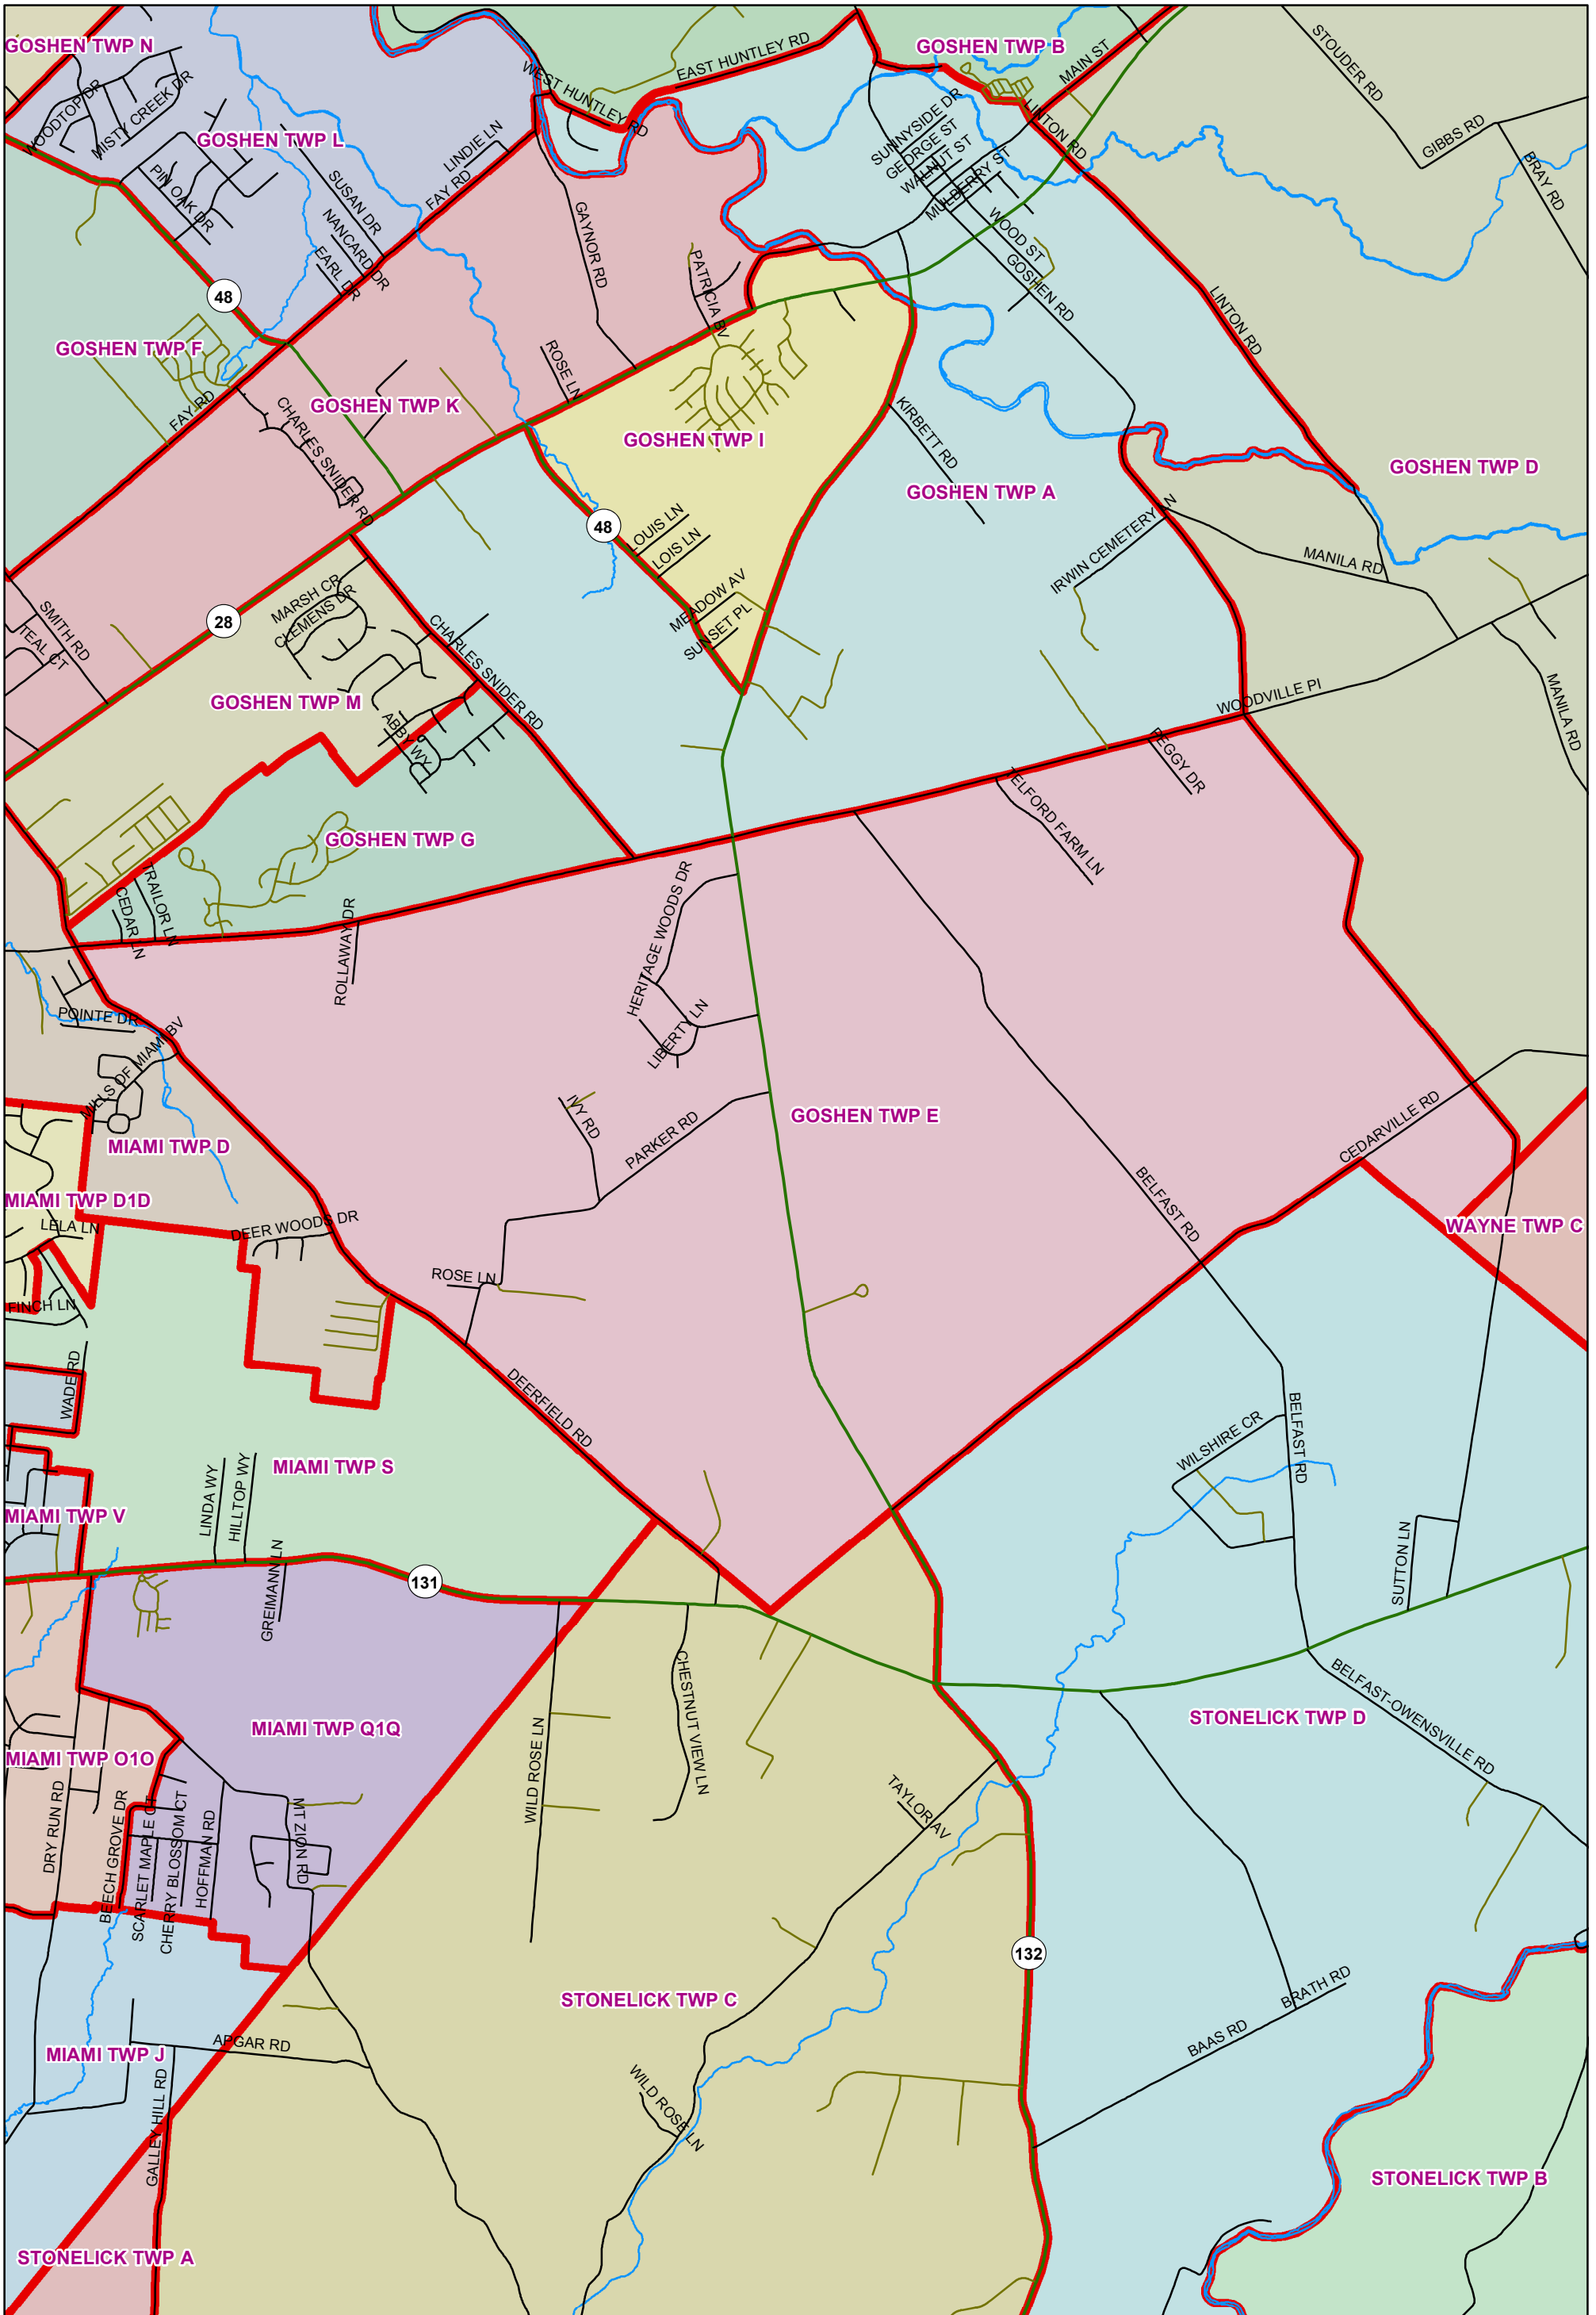 GOSHEN TWP N
GOSHEN TWP B
STOUDER RD
EAST HUNTLEY RD
MAIN ST
WEST HUNTLEY RD
WOODTOP DR
MISTY CREEK DR
GOSHEN TWP L
LINDIE LN
SUNNYSIDE DR
GEORGE ST
WALNUT ST
MULBERRY ST
LINTON RD
GIBBS RD
BRAY RD
PIN OAK DR
SUSAN DR
FAY RD
NANCARD DR
EARL DR
GAYNOR RD
PATRICIA BV
WOOD ST
GOSHEN RD
LINTON RD
48
GOSHEN TWP F
ROSE LN
FAY RD
GOSHEN TWP K
CHARLES SNIDER RD
GOSHEN TWP I
KIRBETT RD
GOSHEN TWP D
GOSHEN TWP A
48
LOUIS LN
LOIS LN
IRWIN CEMETERY LN
MANILA RD
MEADOW AV
SUNSET PL
MARSH CR
CLEMENS DR
SMITH RD
TEAL CT
28
CHARLES SNIDER RD
GOSHEN TWP M
WOODVILLE PI
MANILA RD
ABBY WY
PEGGY DR
TELFORD FARM LN
GOSHEN TWP G
TRAILOR LN
CEDAR LN
ROLLAWAY DR
HERITAGE WOODS DR
LIBERTY LN
POINTE DR
MILLS OF MIAMI BV
IVY RD
PARKER RD
GOSHEN TWP E
CEDARVILLE RD
MIAMI TWP D
MIAMI TWP D1D
LELA LN
DEER WOODS DR
BELFAST RD
WAYNE TWP C
ROSE LN
FINCH LN
WADE RD
DEERFIELD RD
BELFAST RD
WILSHIRE CR
MIAMI TWP S
LINDA WY
HILLTOP WY
MIAMI TWP V
GREIMANN LN
131
SUTTON LN
CHESTNUT VIEW LN
BELFAST-OWENSVILLE RD
STONELICK TWP D
MIAMI TWP Q1Q
WILD ROSE LN
MIAMI TWP O1O
DRY RUN RD
BEECH GROVE DR
SCARLET MAPLE CT
CHERRY BLOSSOM CT
HOFFMAN RD
MT ZION RD
TAYLOR AV
132
STONELICK TWP C
BRATH RD
BAAS RD
MIAMI TWP J
APGAR RD
GALLEY HILL RD
WILD ROSE LN
STONELICK TWP B
STONELICK TWP A